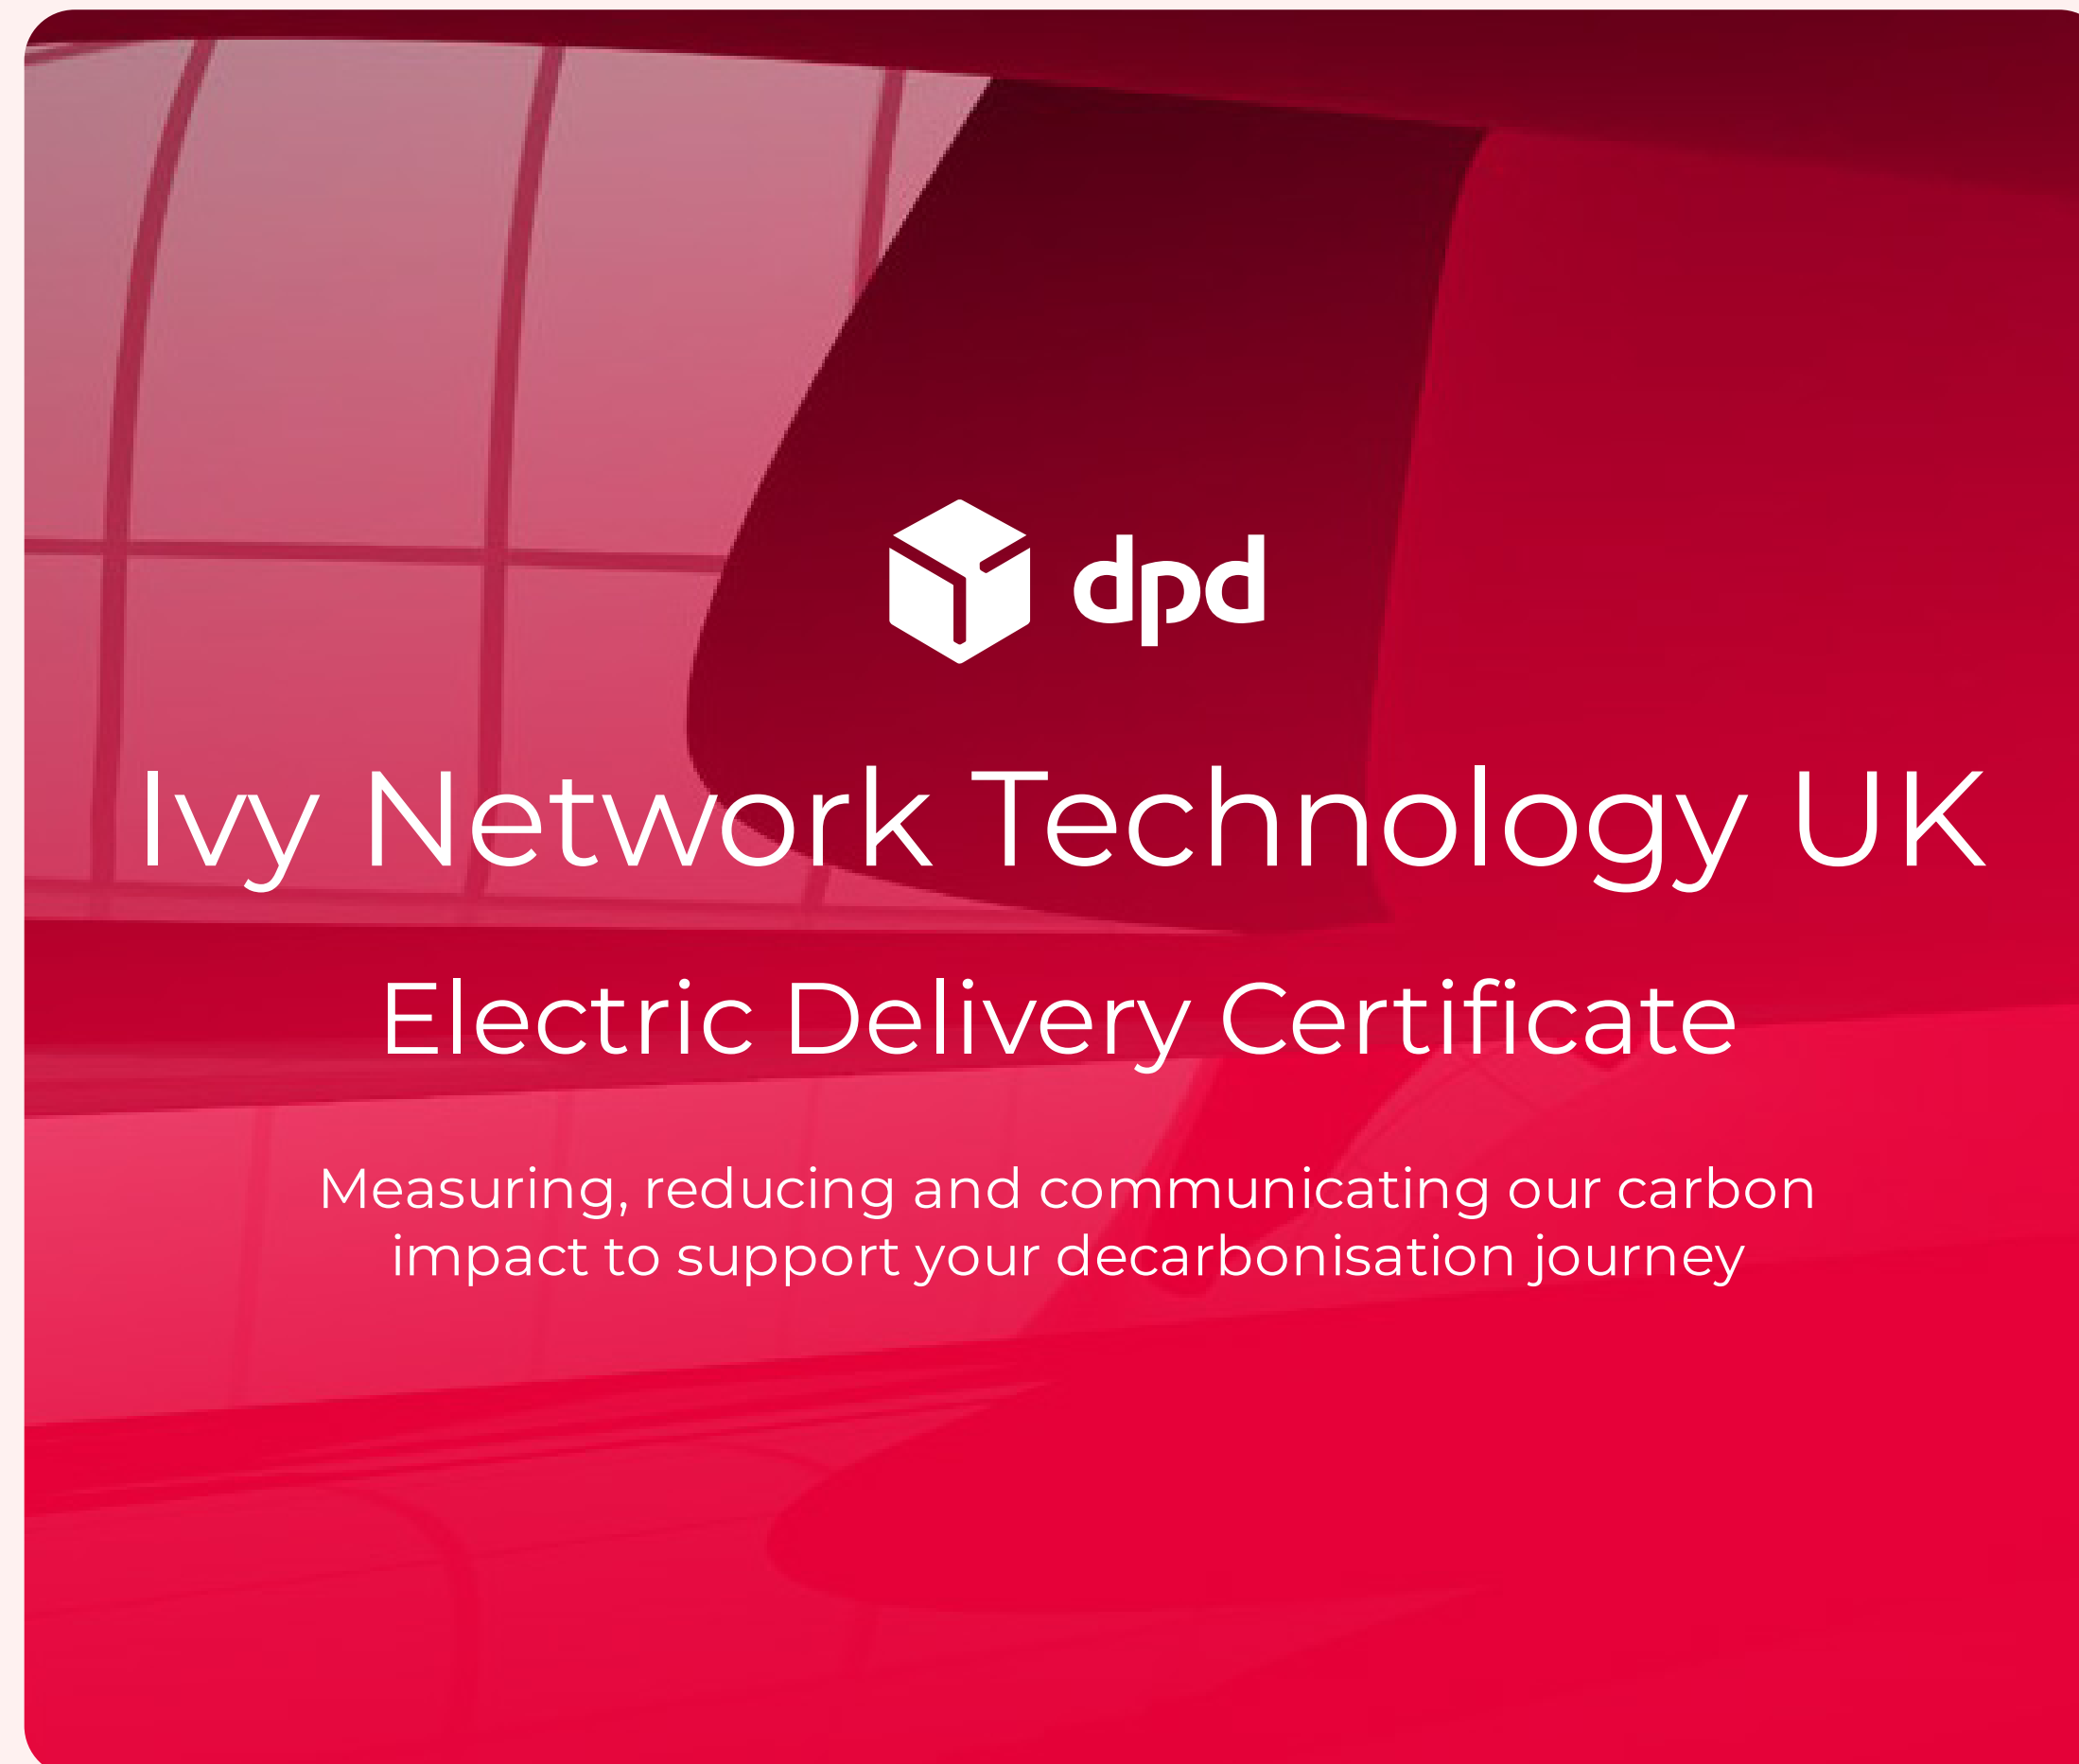 dpd
Ivy Network Technology UK
Electric Delivery Certificate
Measuring, reducing and communicating our carbon
impact to support your decarbonisation journey